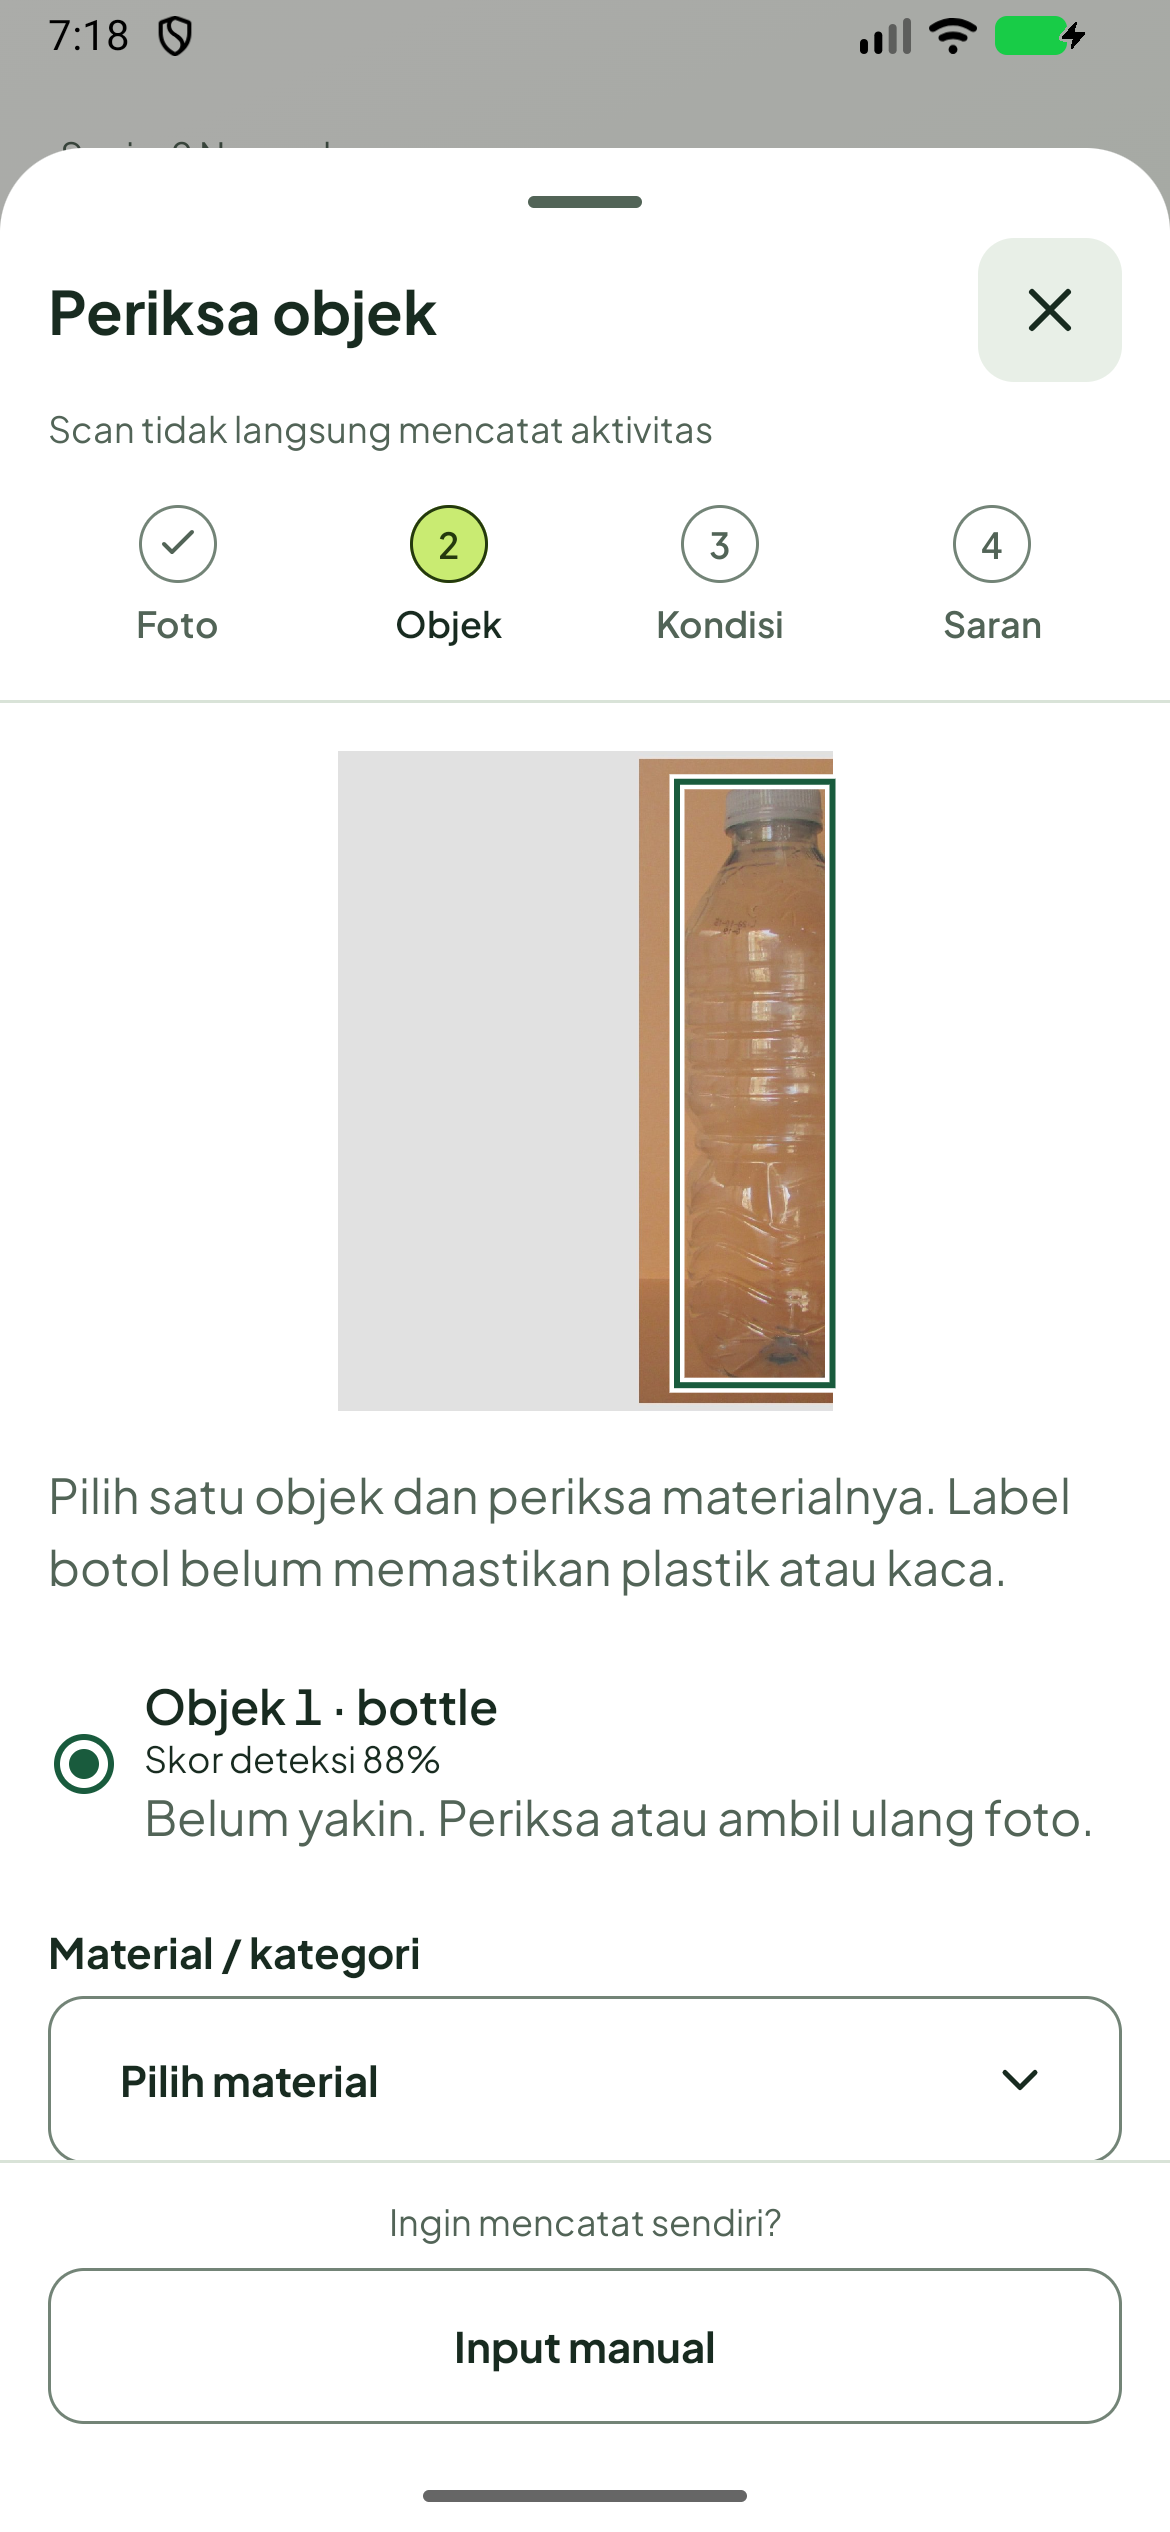 7:18
Periksa objek
Scan tidak langsung mencatat aktivitas
2
3
4
Foto
Objek
Kondisi
Saran
Pilih satu objek dan periksa materialnya. Label
botol belum memastikan plastik atau kaca.
Objek 1 · bottle
Skor deteksi 88%
Belum yakin. Periksa atau ambil ulang foto.
Material / kategori
Pilih material
Ingin mencatat sendiri?
Input manual